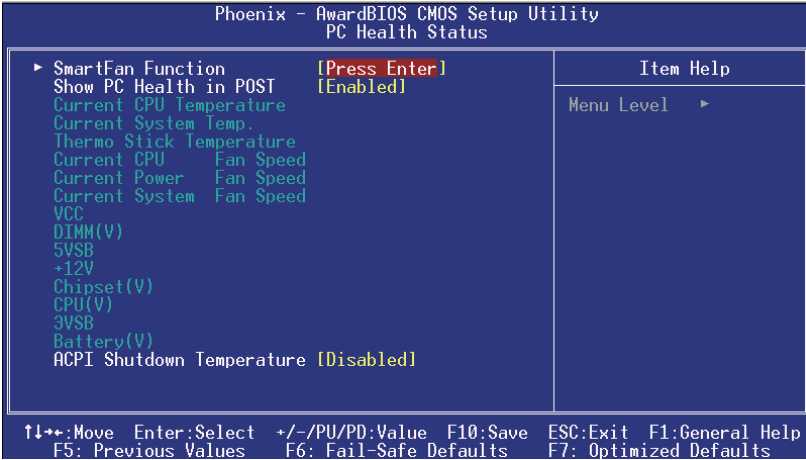 Phoenix - AwardBIOS CMOS Setup Utility
PC Health Status
► SmartFan Function [Press Enter]
Show PC Health in POST [Enabled]
Current CPU Temperature
Current System Temp.
Thermo Stick Temperature
Current CPU Fan Speed
Current Power Fan Speed
Current System Fan Speed
VCC
DIMM(V)
5VSB
+12V
Chipset(V)
CPU(V)
3VSB
Battery(V)
ACPI Shutdown Temperature [Disabled]
Item Help
Menu Level ►
↑↓→←:Move Enter:Select +/-/PU/PD:Value F10:Save ESC:Exit F1:General Help
F5: Previous Values F6: Fail-Safe Defaults F7: Optimized Defaults